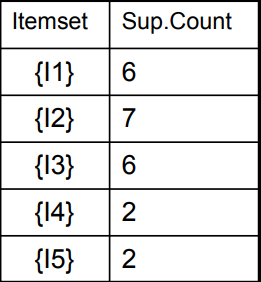 Itemset Sup.Count
{I1} 6
{I2} 7
{I3} 6
{I4} 2
{I5} 2